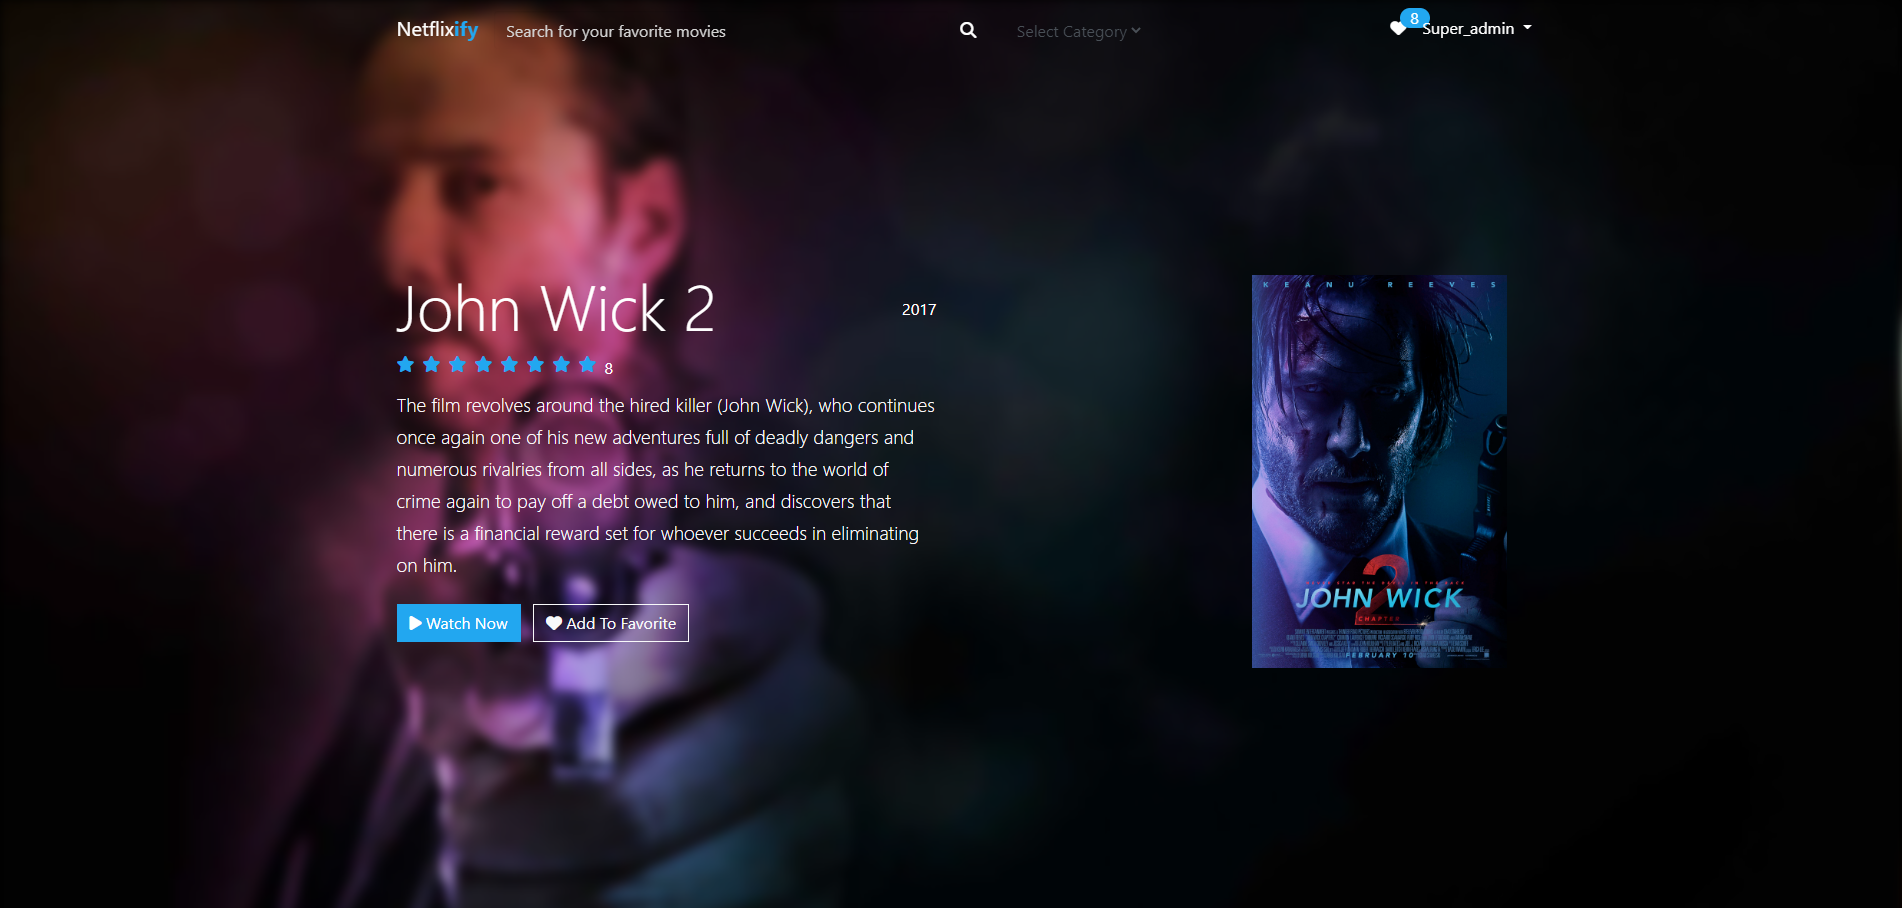 Netflixify
Search for your favorite movies
Select Category
8
Super_admin
John Wick 2
2017
8
The film revolves around the hired killer (John Wick), who continues
once again one of his new adventures full of deadly dangers and
numerous rivalries from all sides, as he returns to the world of
crime again to pay off a debt owed to him, and discovers that
there is a financial reward set for whoever succeeds in eliminating
on him.
Watch Now
Add To Favorite
KEANU REEVES
2
JOHN WICK
CHAPTER
FEBRUARY 10